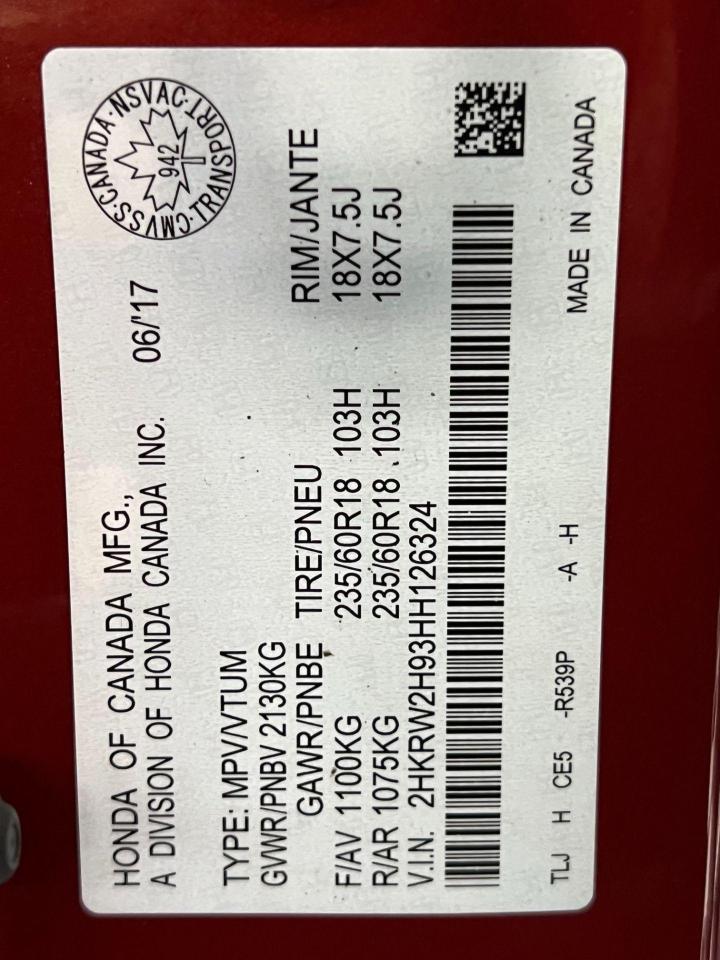 HONDA OF CANADA MFG.,
A DIVISION OF HONDA CANADA INC. 06/'17
CMVSS·CANADA·NSVAC·TRANSPORT·
942
TYPE: MPV/VTUM
GVWR/PNBV 2130KG
GAWR/PNBE TIRE/PNEU RIM/JANTE
F/AV 1100KG 235/60R18 103H 18X7.5J
R/AR 1075KG 235/60R18 103H 18X7.5J
V.I.N. 2HKRW2H93HH126324
TLJ H CE5 -R539P -A -H MADE IN CANADA